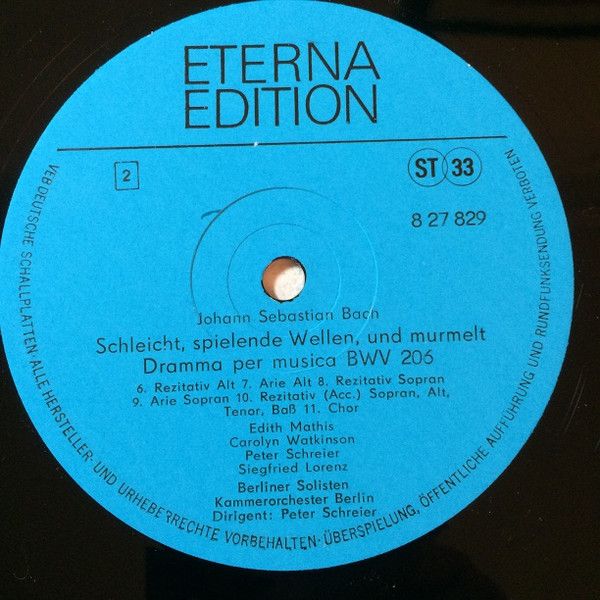 ETERNA
EDITION
2
ST 33
8 27 829
Johann Sebastian Bach
Schleicht, spielende Wellen, und murmelt
Dramma per musica BWV 206
6. Rezitativ Alt 7. Arie Alt 8. Rezitativ Sopran
9. Arie Sopran 10. Rezitativ (Acc.) Sopran, Alt,
Tenor, Baß 11. Chor
Edith Mathis
Carolyn Watkinson
Peter Schreier
Siegfried Lorenz
Berliner Solisten
Kammerorchester Berlin
Dirigent: Peter Schreier
VEB DEUTSCHE SCHALLPLATTEN ALLE HERSTELLER- UND URHEBERRECHTE VORBEHALTEN · ÜBERSPIELUNG, ÖFFENTLICHE AUFFÜHRUNG UND RUNDFUNKSENDUNG VERBOTEN